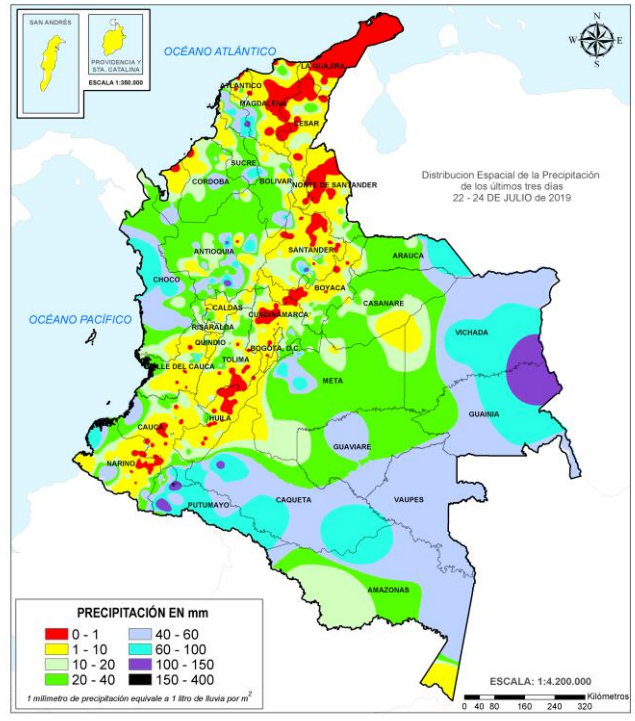 SAN ANDRÉS
PROVIDENCIA Y
STA. CATALINA
ESCALA 1:350.000
OCÉANO ATLÁNTICO
N
W
E
S
LA GUAJIRA
ATLANTICO
MAGDALENA
CESAR
Distribucion Espacial de la Precipitación
de los últimos tres días
22 - 24 DE JULIO de 2019
SUCRE
CORDOBA
BOLIVAR
NORTE DE SANTANDER
ANTIOQUIA
SANTANDER
ARAUCA
CHOCO
BOYACA
CASANARE
OCÉANO PACÍFICO
CALDAS
CUNDINAMARCA
RISARALDA
VICHADA
QUINDIO
BOGOTA, D.C.
TOLIMA
VALLE DEL CAUCA
META
GUAINIA
HUILA
CAUCA
GUAVIARE
NARIÑO
CAQUETA
VAUPES
PUTUMAYO
AMAZONAS
PRECIPITACIÓN EN mm
0 - 1
40 - 60
1 - 10
60 - 100
10 - 20
100 - 150
20 - 40
150 - 400
1 milimetro de precipitación equivale a 1 litro de lluvia por m²
ESCALA: 1:4.200.000
Kilómetros
0 40 80 160 240 320